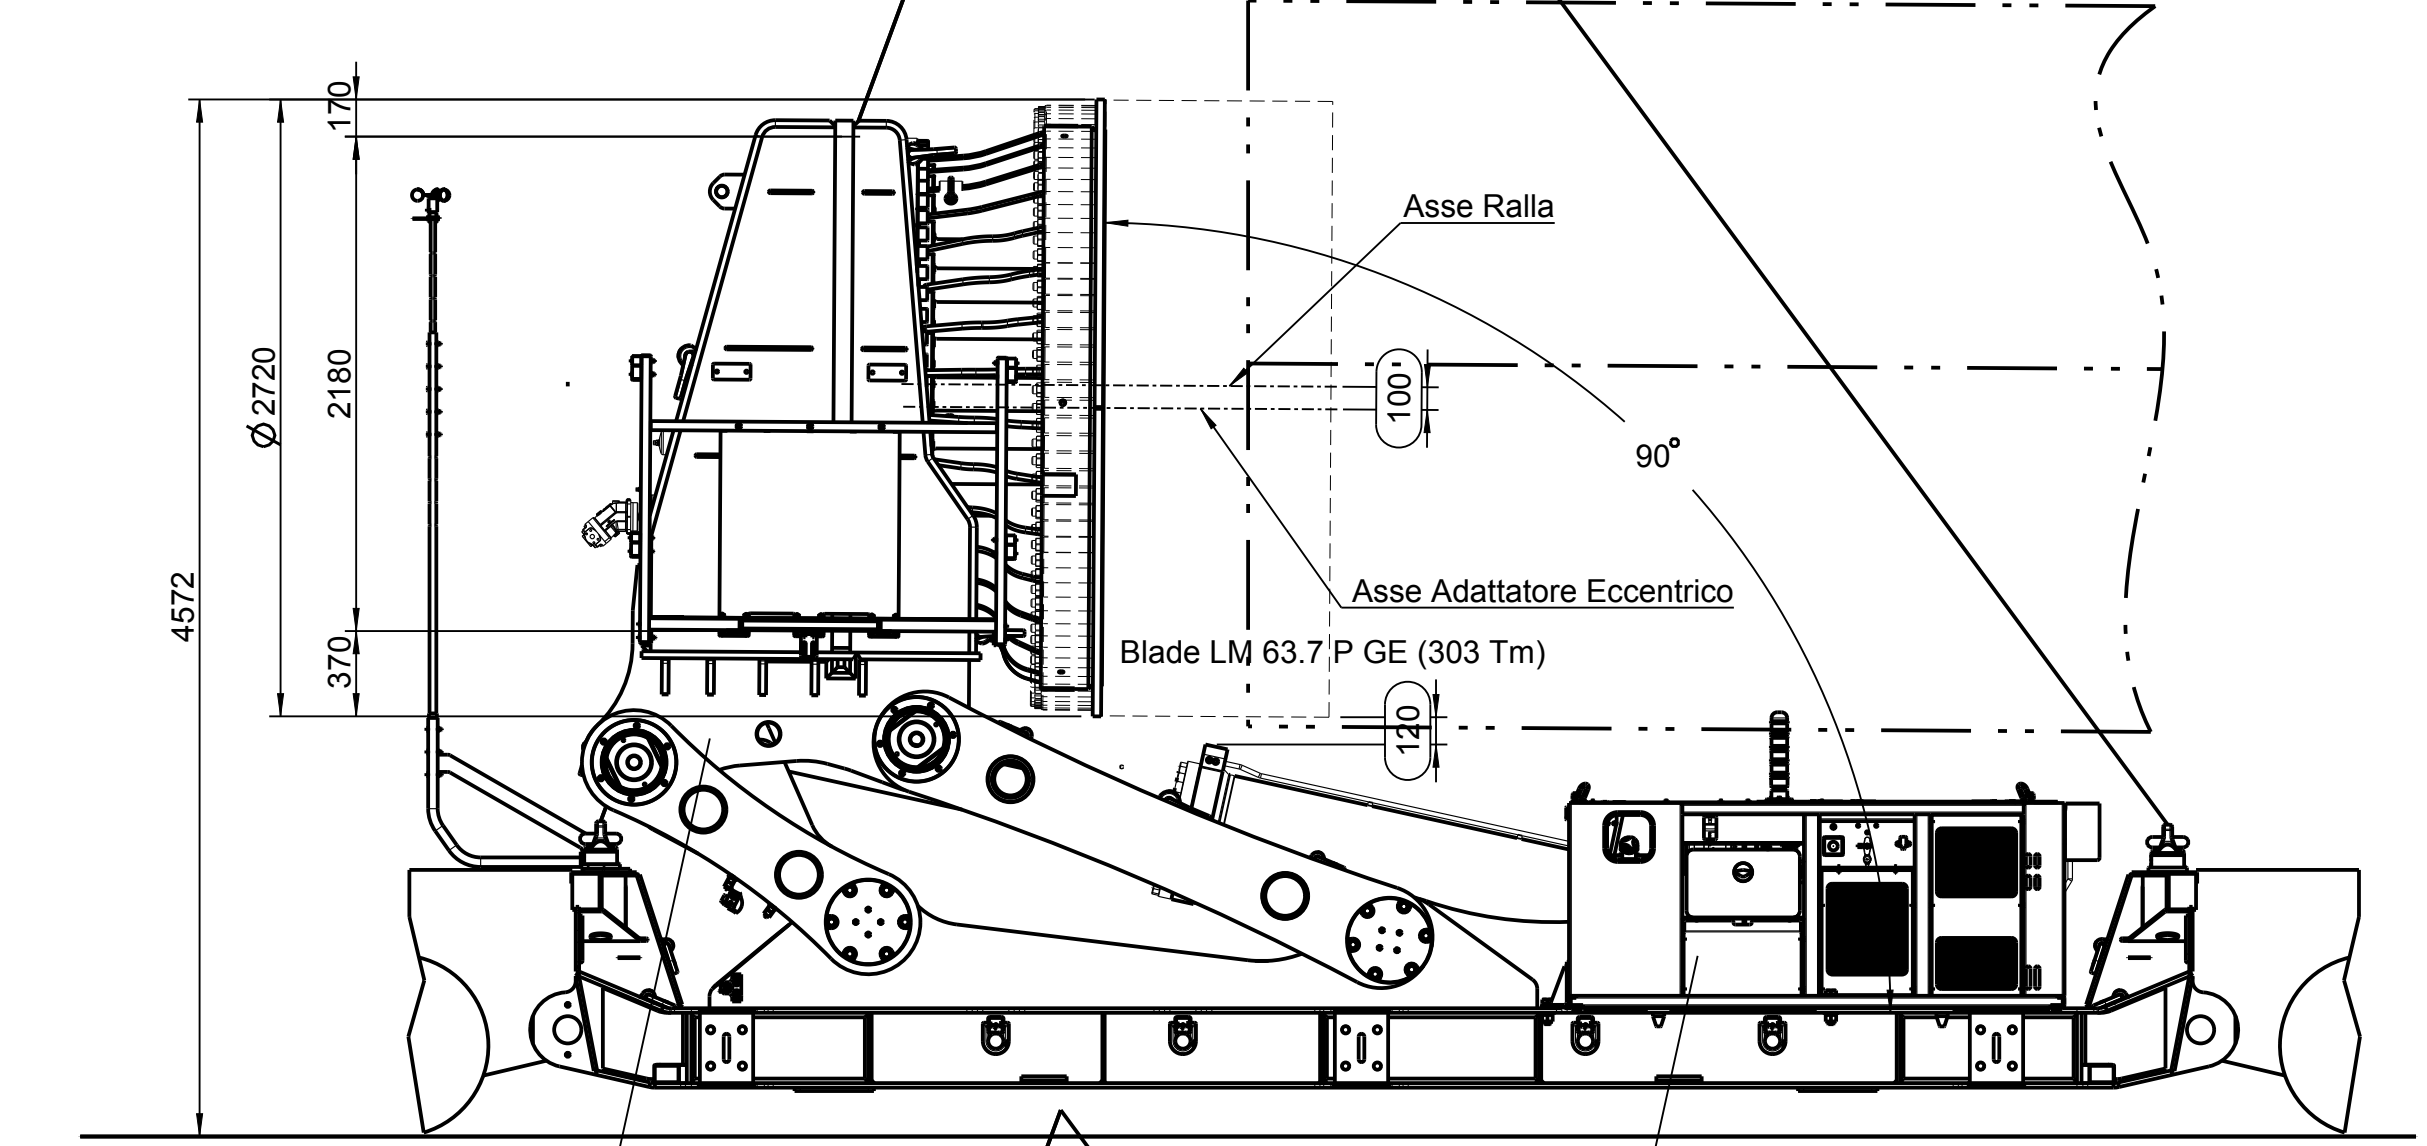 170
Asse Ralla
Ø2720
2180
100
90°
4572
Asse Adattatore Eccentrico
370
Blade LM 63.7 P GE (303 Tm)
120